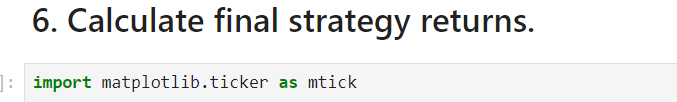 6. Calculate final strategy returns.
]: import matplotlib.ticker as mtick